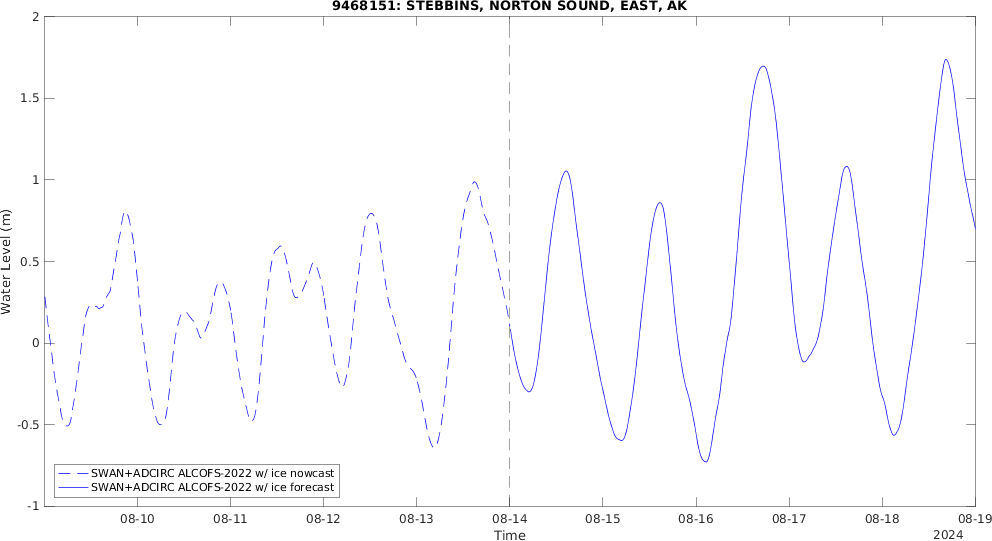 9468151: STEBBINS, NORTON SOUND, EAST, AK
2
1.5
1
0.5
0
-0.5
-1
Water Level (m)
SWAN+ADCIRC ALCOFS-2022 w/ ice nowcast
SWAN+ADCIRC ALCOFS-2022 w/ ice forecast
08-10 08-11 08-12 08-13 08-14 08-15 08-16 08-17 08-18 08-19
Time
2024